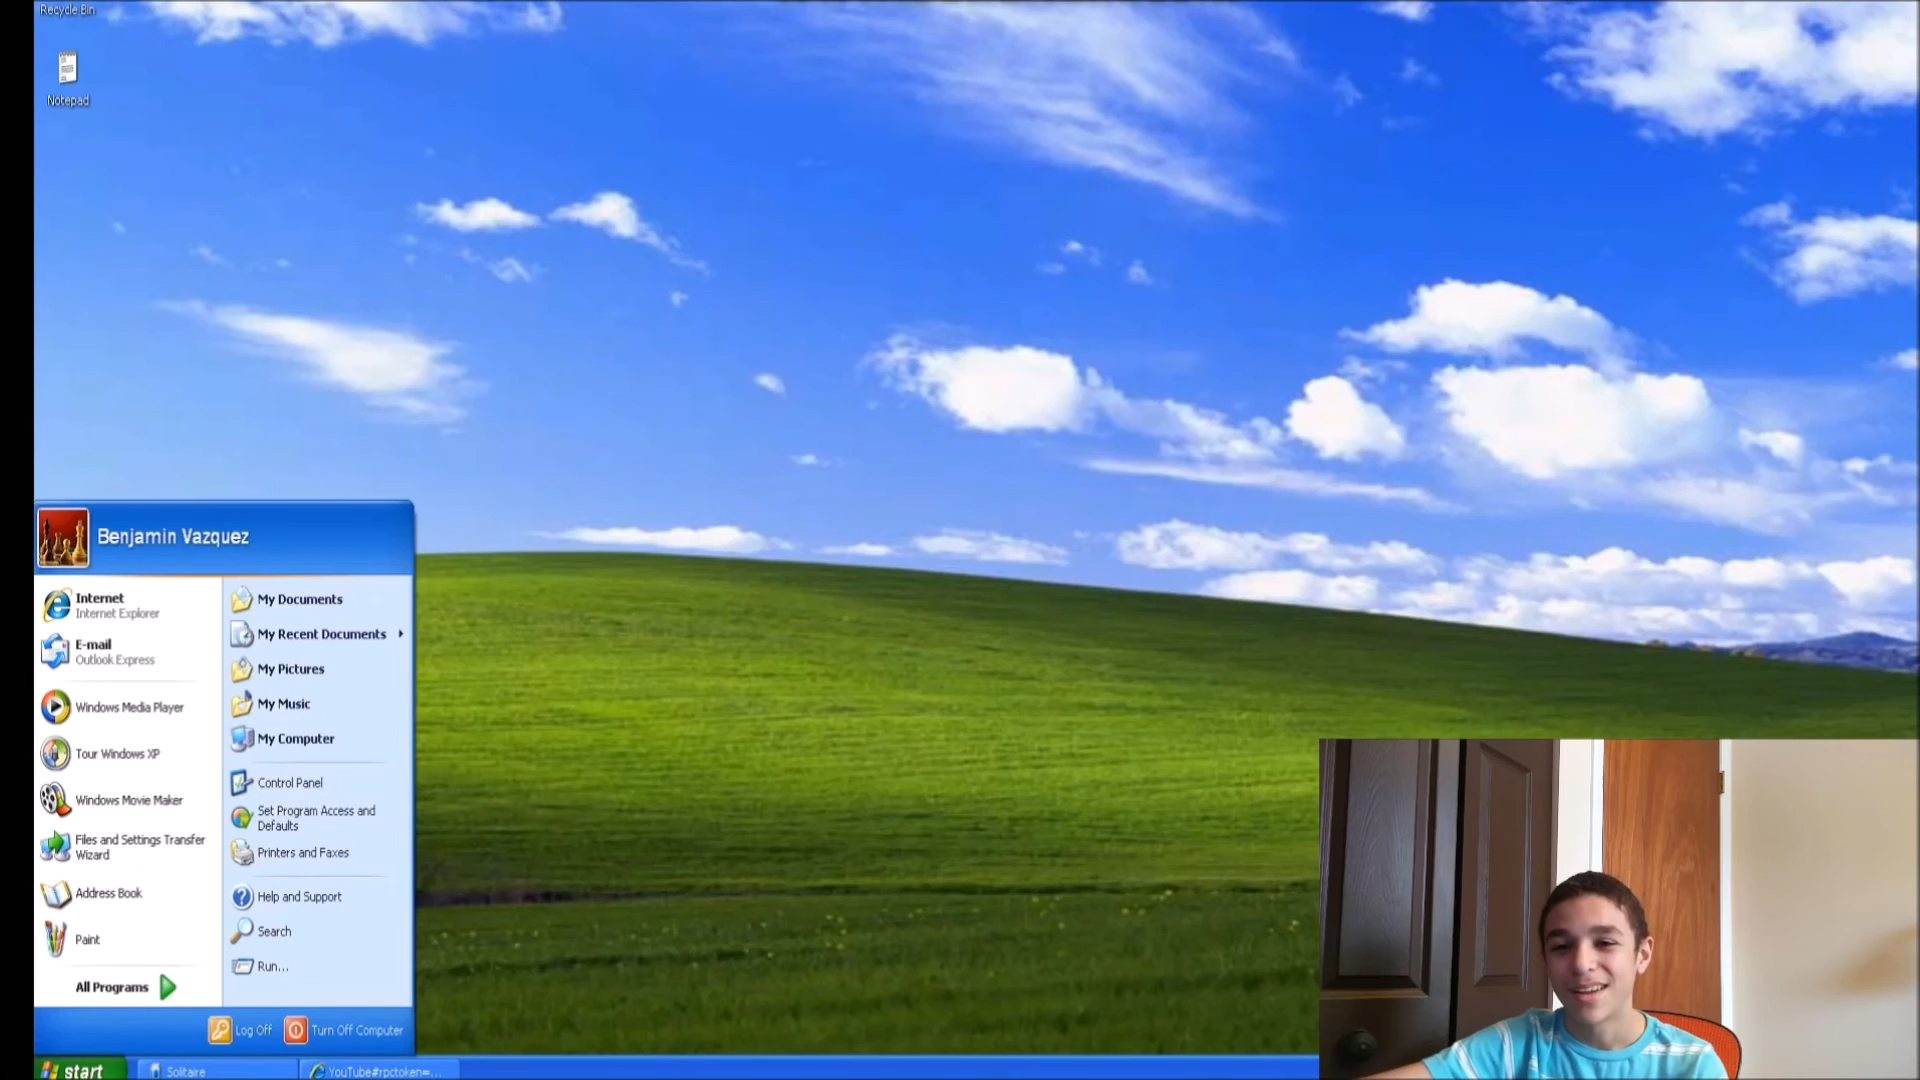 Recycle Bin
Notepad
Benjamin Vazquez
Internet
Internet Explorer
E-mail
Outlook Express
Windows Media Player
Tour Windows XP
Windows Movie Maker
Files and Settings Transfer
Wizard
Address Book
Paint
All Programs
My Documents
My Recent Documents
My Pictures
My Music
My Computer
Control Panel
Set Program Access and
Defaults
Printers and Faxes
Help and Support
Search
Run...
Log Off
Turn Off Computer
start
Solitaire
YouTube#rpctoken=...